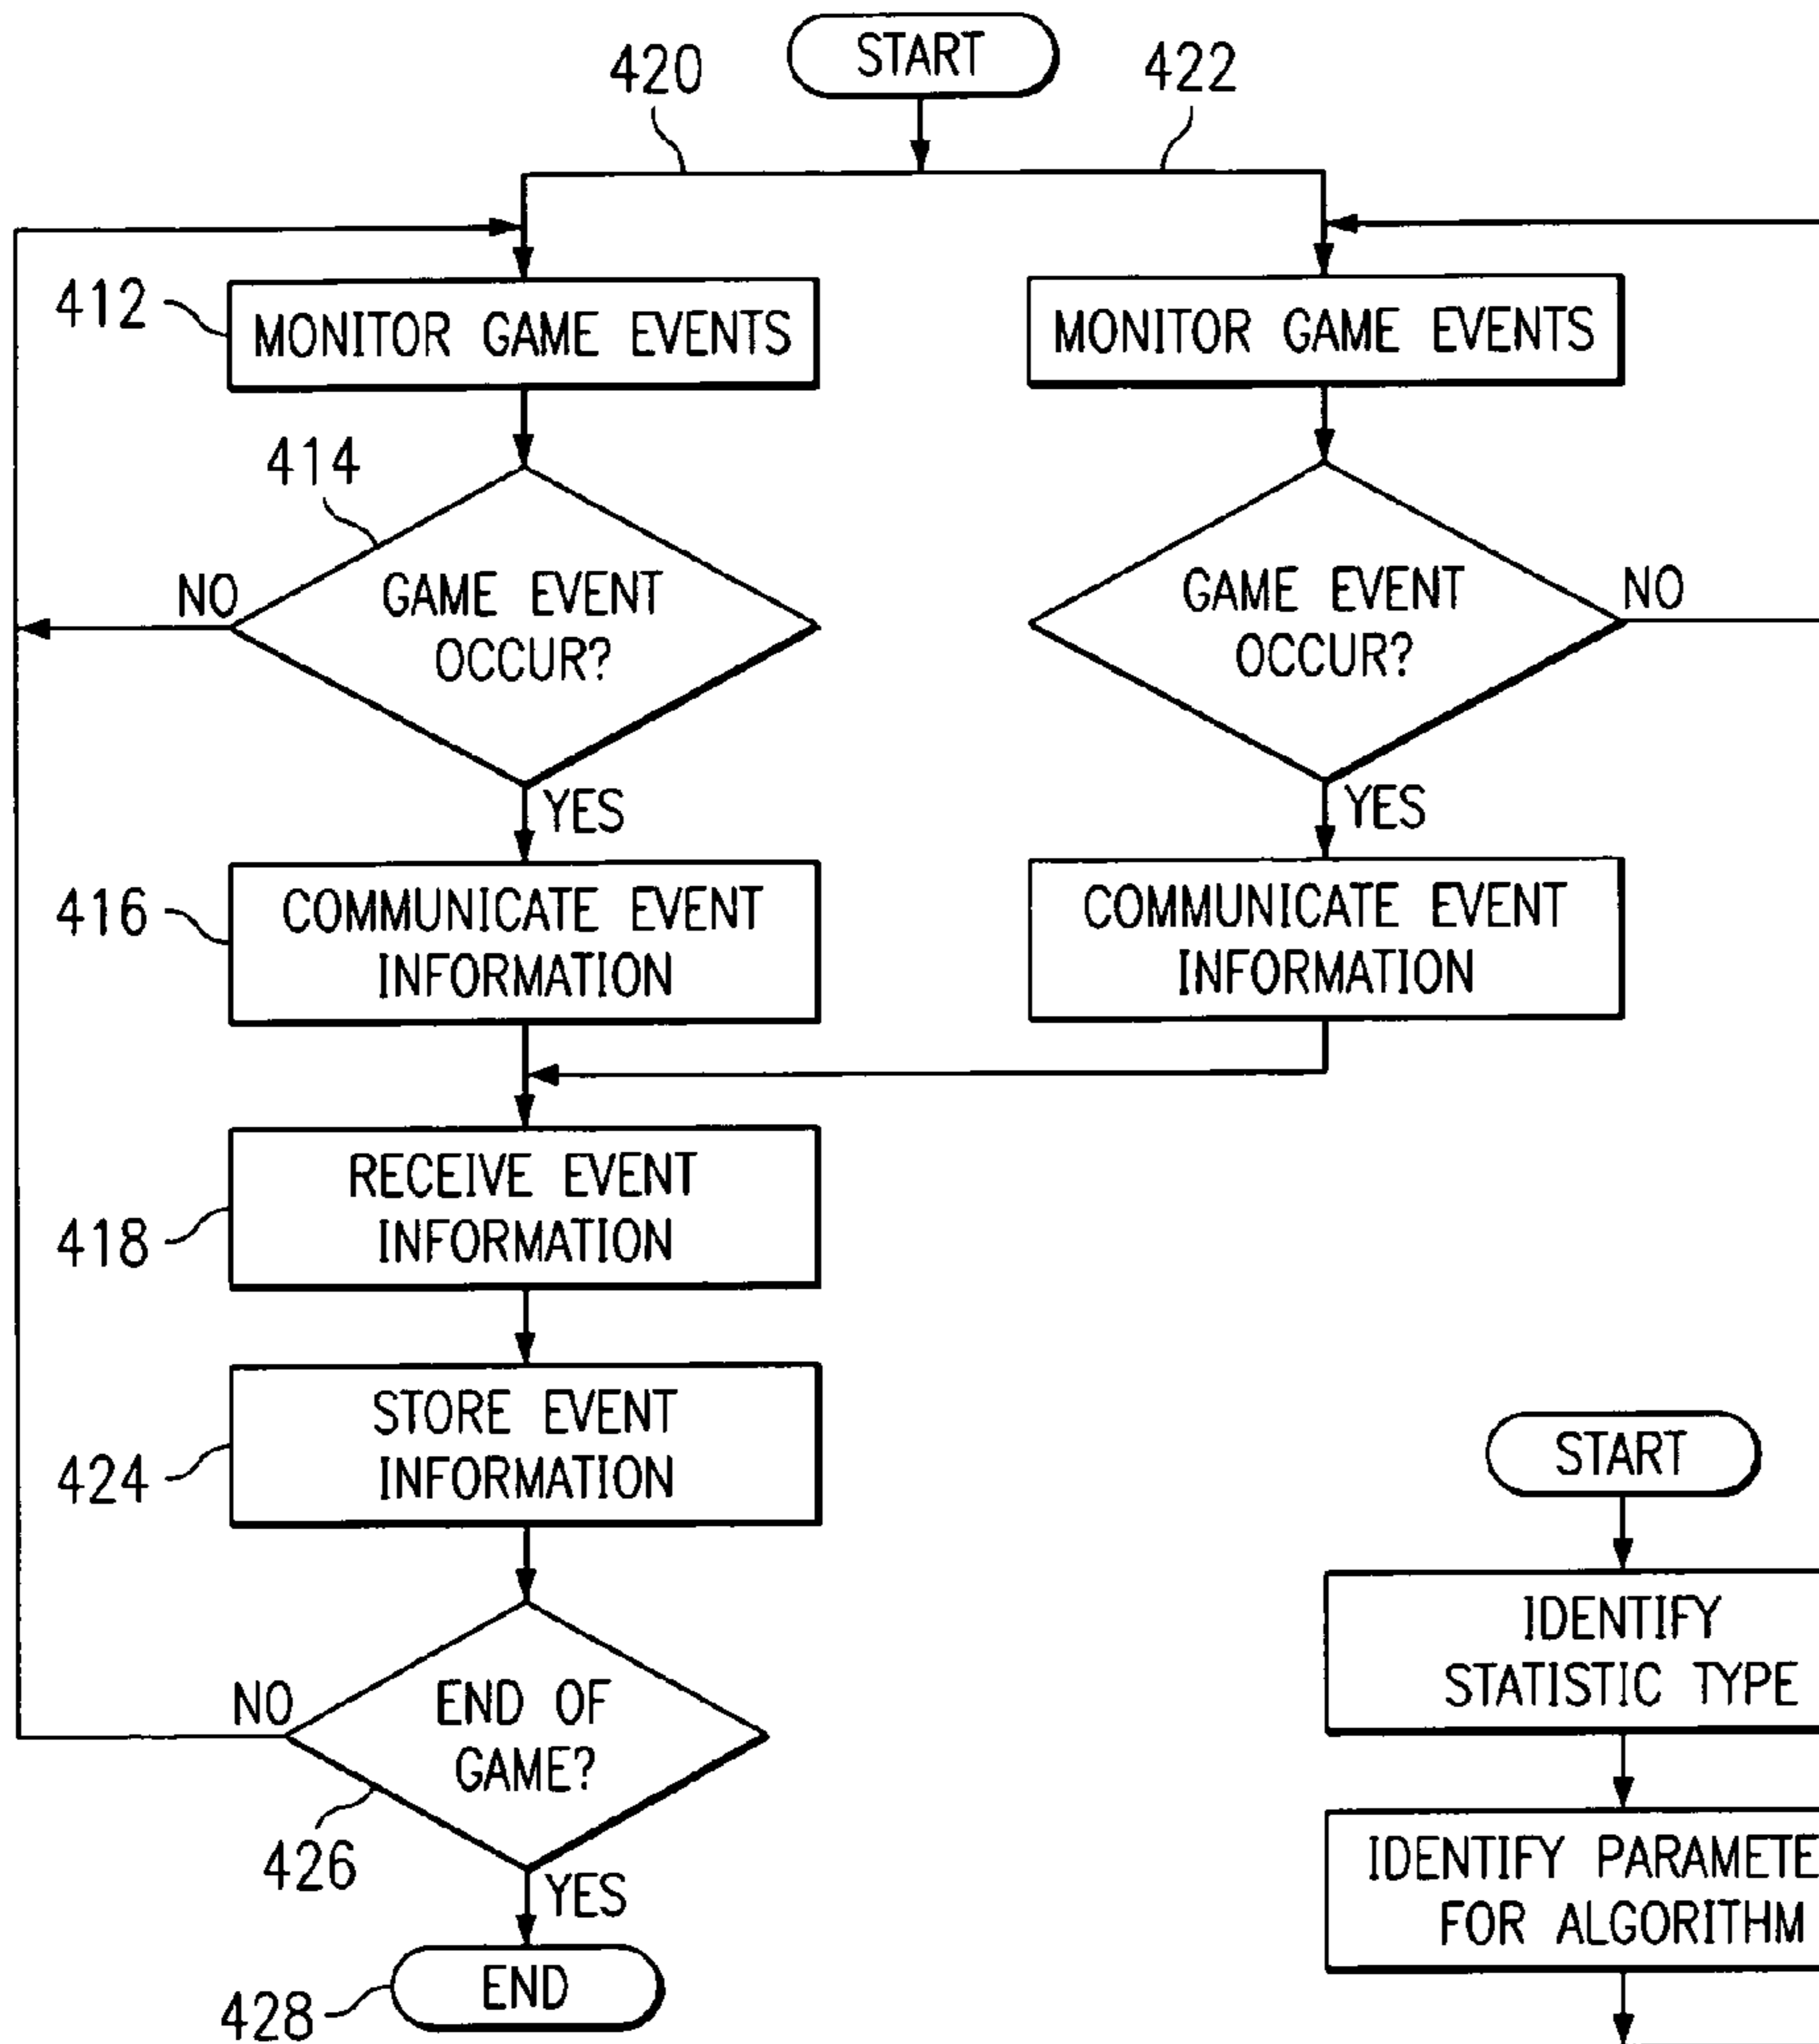 START
420
422
412
MONITOR GAME EVENTS
MONITOR GAME EVENTS
414
NO
GAME EVENT
OCCUR?
GAME EVENT
OCCUR?
NO
YES
YES
416
COMMUNICATE EVENT
INFORMATION
COMMUNICATE EVENT
INFORMATION
418
RECEIVE EVENT
INFORMATION
424
STORE EVENT
INFORMATION
NO
END OF
GAME?
426
YES
428
END
START
IDENTIFY
STATISTIC TYPE
IDENTIFY PARAMETE
FOR ALGORITHM